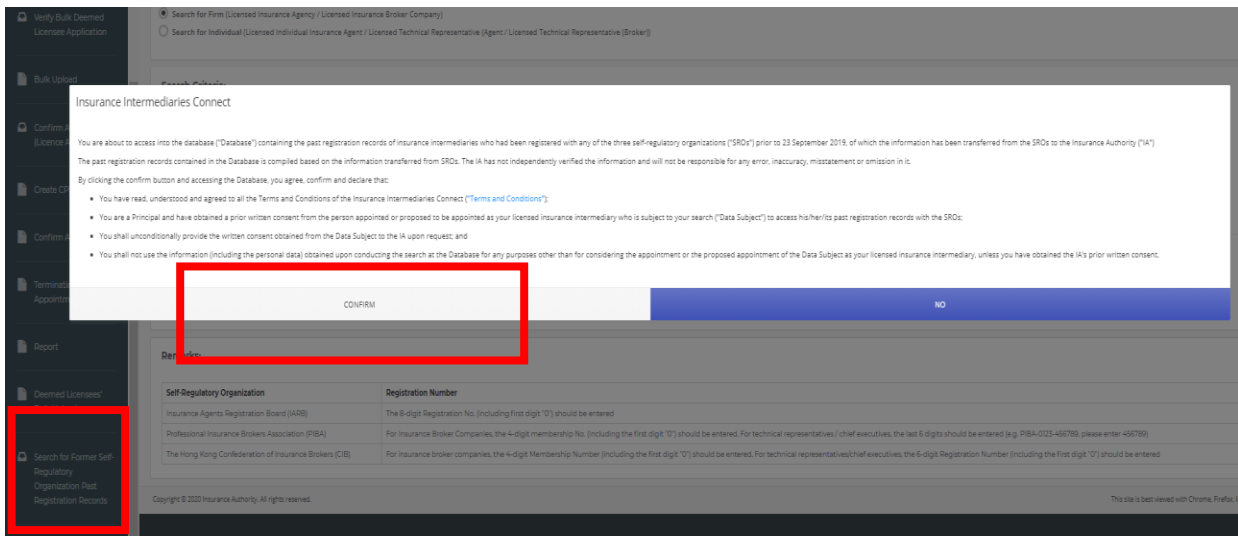 Verify Bulk Deemed
Licensee Application
Search for Firm (Licensed Insurance Agency / Licensed Insurance Broker Company)
Search for Individual (Licensed Individual Insurance Agent / Licensed Technical Representative (Agent / Licensed Technical Representative (Broker))
Bulk Upload
Search Criteria:
Insurance Intermediaries Connect
You are about to access into the database ("Database") containing the past registration records of insurance intermediaries who had been registered with any of the three self-regulatory organizations ("SROs") prior to 23 September 2019, of which the information has been transferred from the SROs to the Insurance Authority ("IA")
The past registration records contained in the Database is compiled based on the information transferred from SROs. The IA has not independently verified the information and will not be responsible for any error, inaccuracy, misstatement or omission in it.
By clicking the confirm button and accessing the Database, you agree, confirm and declare that:
• You have read, understood and agreed to all the Terms and Conditions of the Insurance Intermediaries Connect ("Terms and Conditions");
• You are a Principal and have obtained a prior written consent from the person appointed or proposed to be appointed as your licensed insurance intermediary who is subject to your search ("Data Subject") to access his/her/its past registration records with the SROs;
• You shall unconditionally provide the written consent obtained from the Data Subject to the IA upon request; and
• You shall not use the information (including the personal data) obtained upon conducting the search at the Database for any purposes other than for considering the appointment or the proposed appointment of the Data Subject as your licensed insurance intermediary, unless you have obtained the IA's prior written consent.
CONFIRM
NO
Confirm A
(Licence A
Create CP
Confirm A
Terminati
Appointm
Report
Deemed Licensees'
Search for Former Self-
Regulatory
Organization Past
Registration Records
Remarks:
Self-Regulatory Organization
Registration Number
Insurance Agents Registration Board (IARB)
The 8-digit Registration No. (including first digit "0") should be entered
Professional Insurance Brokers Association (PIBA)
For Insurance Broker Companies, the 4-digit membership No. (including the first digit "0") should be entered. For technical representatives / chief executives, the last 6 digits should be entered (e.g. PIBA-0123-456789, please enter 456789)
The Hong Kong Confederation of Insurance Brokers (CIB)
For insurance broker companies, the 4-digit Membership Number (including the first digit "0") should be entered. For technical representatives/chief executives, the 6-digit Registration Number (including the first digit "0") should be entered
Copyright © 2020 Insurance Authority. All rights reserved.
This site is best viewed with Chrome, Firefox,